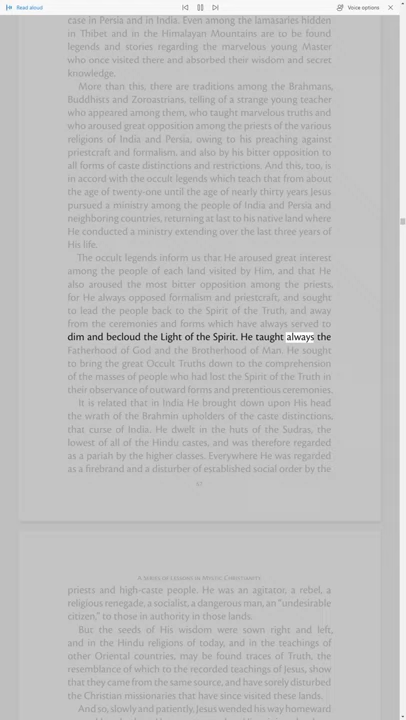 Read aloud
Voice options
case in Persia and in India. Even among the lamasaries hidden
in Thibet and in the Himalayan Mountains are to be found
legends and stories regarding the marvelous young Master
who once visited there and absorbed their wisdom and secret
knowledge.
More than this, there are traditions among the Brahmans,
Buddhists and Zoroastrians, telling of a strange young teacher
who appeared among them, who taught marvelous truths and
who aroused great opposition among the priests of the various
religions of India and Persia, owing to his preaching against
priestcraft and formalism, and also by his bitter opposition to
all forms of caste distinctions and restrictions. And this, too, is
in accord with the occult legends which teach that from about
the age of twenty-one until the age of nearly thirty years Jesus
pursued a ministry among the people of India and Persia and
neighboring countries, returning at last to his native land where
He conducted a ministry extending over the last three years of
His life.
The occult legends inform us that He aroused great interest
among the people of each land visited by Him, and that He
also aroused the most bitter opposition among the priests,
for He always opposed formalism and priestcraft, and sought
to lead the people back to the Spirit of the Truth, and away
from the ceremonies and forms which have always served to
dim and becloud the Light of the Spirit. He taught always the
Fatherhood of God and the Brotherhood of Man. He sought
to bring the great Occult Truths down to the comprehension
of the masses of people who had lost the Spirit of the Truth in
their observance of outward forms and pretentious ceremonies.
It is related that in India He brought down upon His head
the wrath of the Brahmin upholders of the caste distinctions,
that curse of India. He dwelt in the huts of the Sudras, the
lowest of all of the Hindu castes, and was therefore regarded
as a pariah by the higher classes. Everywhere He was regarded
as a firebrand and a disturber of established social order by the
A Series of Lessons in Mystic Christianity
priests and high-caste people. He was an agitator, a rebel, a
religious renegade, a socialist, a dangerous man, an “undesirable
citizen,” to those in authority in those lands.
But the seeds of His wisdom were sown right and left,
and in the Hindu religions of today, and in the teachings of
other Oriental countries, may be found traces of Truth, the
resemblance of which to the recorded teachings of Jesus, show
that they came from the same source, and have sorely disturbed
the Christian missionaries that have since visited these lands.
And so, slowly and patiently, Jesus wended his way homeward